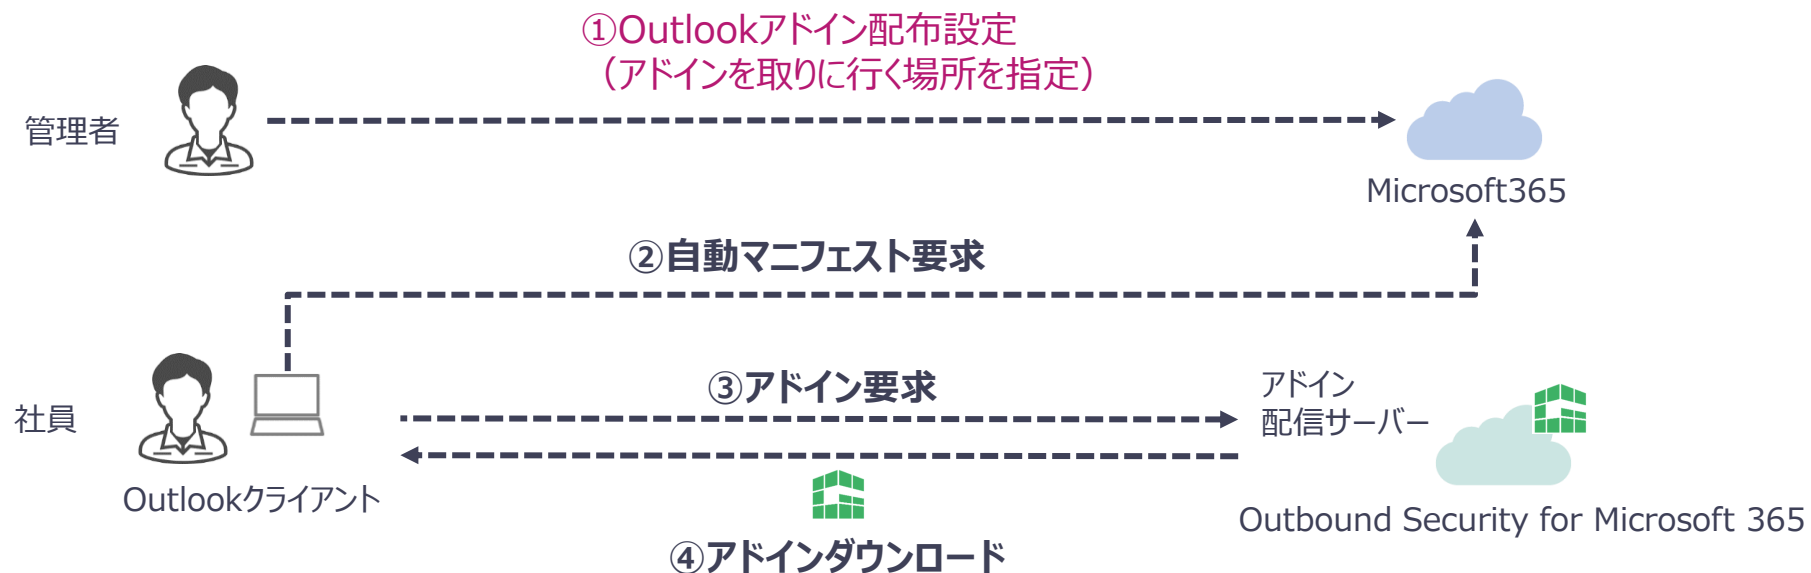 ①Outlookアドイン配布設定
（アドインを取りに行く場所を指定）
管理者
Microsoft365
②自動マニフェスト要求
社員
③アドイン要求
アドイン
配信サーバー
Outlookクライアント
Outbound Security for Microsoft 365
④アドインダウンロード